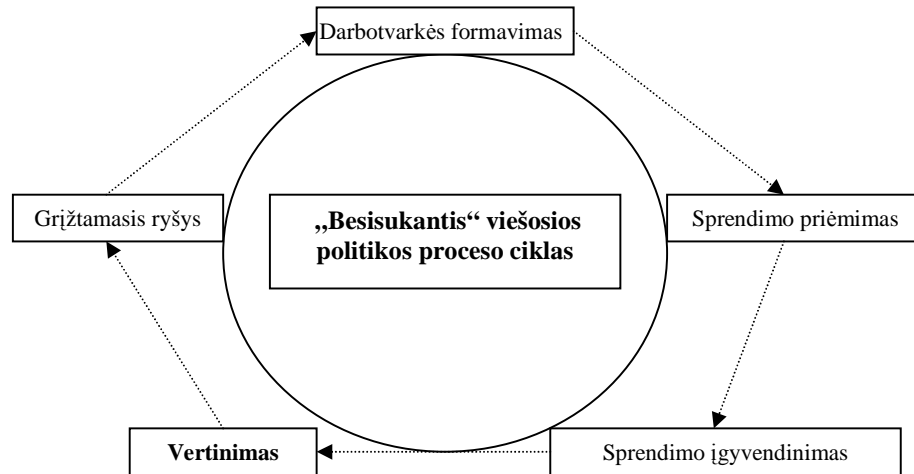 Darbotvarkės formavimas
Grįžtamasis ryšys
„Besisukantis“ viešosios
politikos proceso ciklas
Sprendimo priėmimas
Vertinimas
Sprendimo įgyvendinimas